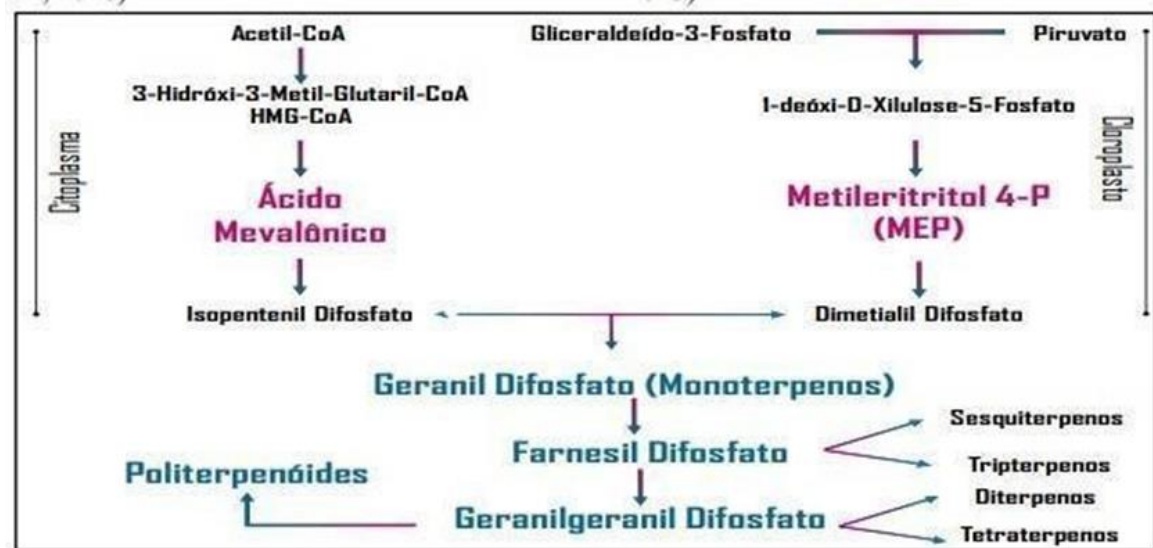 Acetil-CoA
Gliceraldeído-3-Fosfato
Piruvato
3-Hidróxi-3-Metil-Glutaril-CoA
HMG-CoA
1-deóxi-D-Xilulose-5-Fosfato
Citoplasma
Cloroplasto
Ácido
Mevalônico
Metileritritol 4-P
(MEP)
Isopentenil Difosfato
Dimetialil Difosfato
Geranil Difosfato (Monoterpenos)
Farnesil Difosfato
Sesquiterpenos
Tripterpenos
Politerpenóides
Geranilgeranil Difosfato
Diterpenos
Tetraterpenos